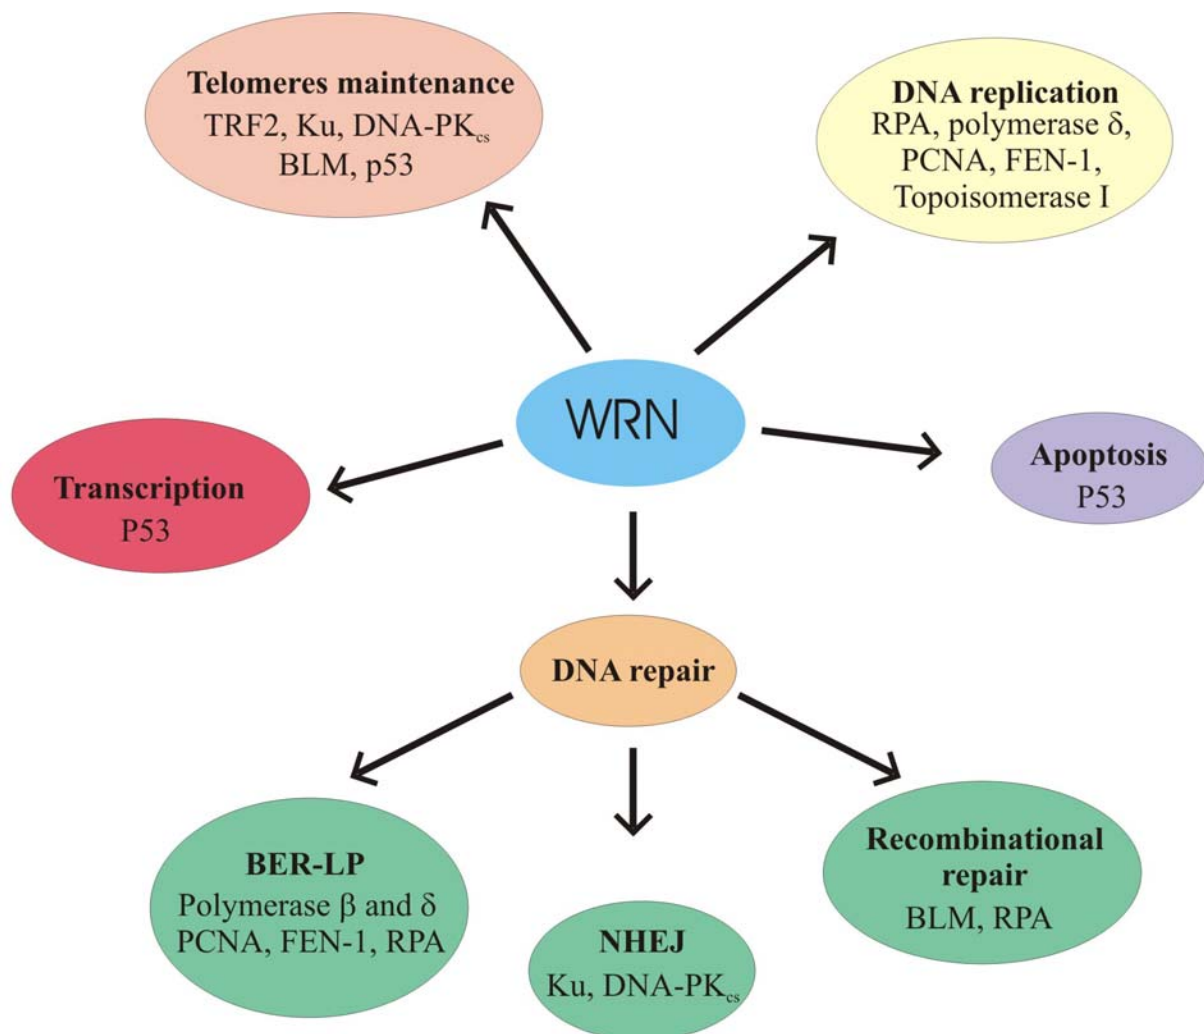 Telomeres maintenance
TRF2, Ku, DNA-PKcs
BLM, p53
DNA replication
RPA, polymerase δ,
PCNA, FEN-1,
Topoisomerase I
WRN
Transcription
P53
Apoptosis
P53
DNA repair
BER-LP
Polymerase β and δ
PCNA, FEN-1, RPA
NHEJ
Ku, DNA-PKcs
Recombinational
repair
BLM, RPA